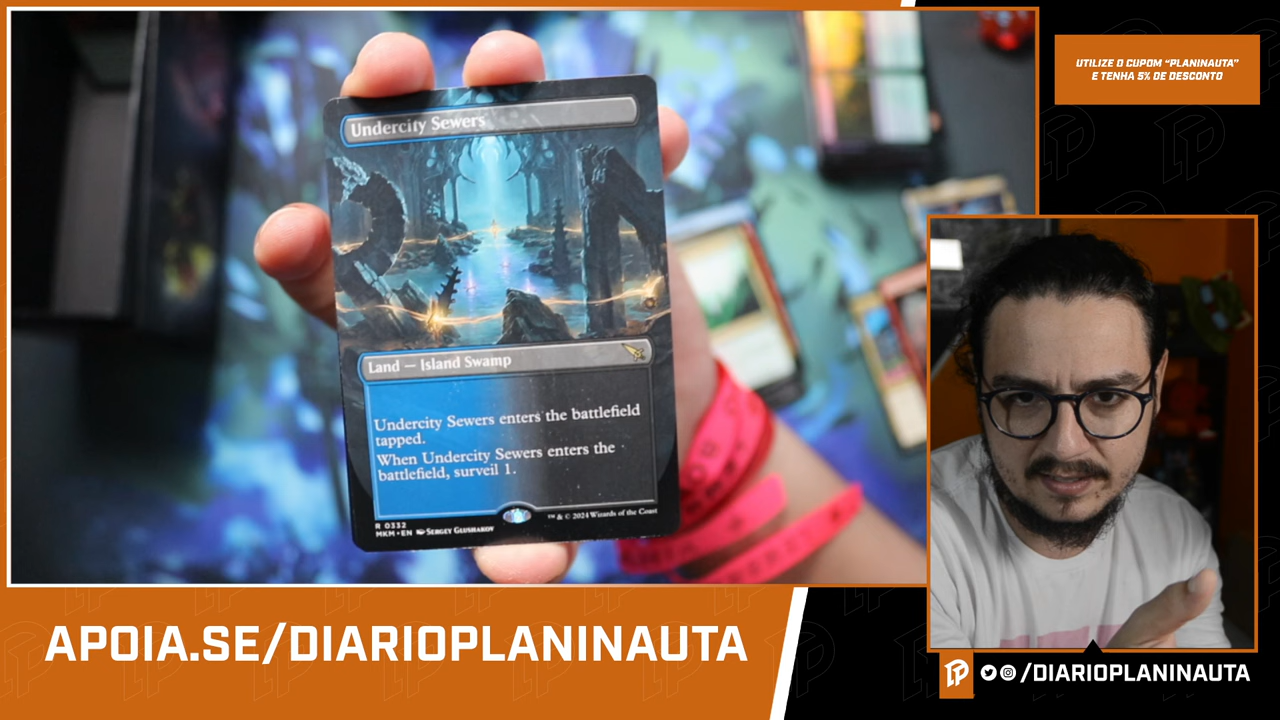 Undercity Sewers
Land — Island Swamp
Undercity Sewers enters the battlefield
tapped.
When Undercity Sewers enters the
battlefield, surveil 1.
R 0332
MKM • EN SERGEY GLUSHAKOV
™ & © 2024 Wizards of the Coast
UTILIZE O CUPOM “PLANINAUTA”
E TENHA 5% DE DESCONTO
APOIA.SE/DIARIOPLANINAUTA
/DIARIOPLANINAUTA